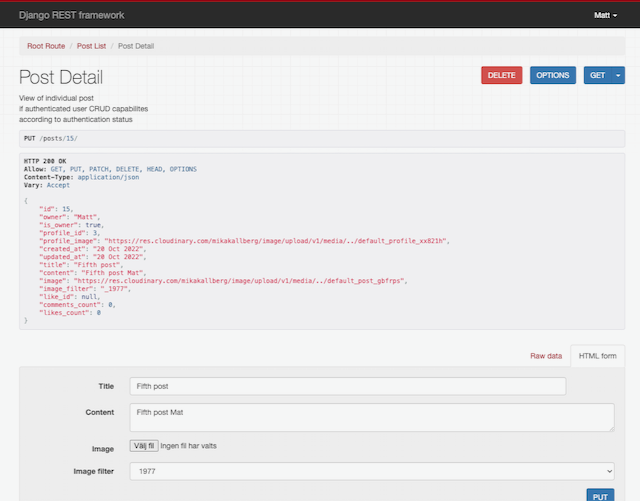 Django REST framework
Matt
Root Route / Post List / Post Detail
Post Detail
DELETE
OPTIONS
GET
View of individual post
if authenticated user CRUD capabilites
according to authentication status
PUT /posts/15/
HTTP 200 OK
Allow: GET, PUT, PATCH, DELETE, HEAD, OPTIONS
Content-Type: application/json
Vary: Accept
{
"id": 15,
"owner": "Matt",
"is_owner": true,
"profile_id": 3,
"profile_image": "https://res.cloudinary.com/mikakallberg/image/upload/v1/media/../default_profile_xx821h",
"created_at": "20 Oct 2022",
"updated_at": "20 Oct 2022",
"title": "Fifth post",
"content": "Fifth post Mat",
"image": "https://res.cloudinary.com/mikakallberg/image/upload/v1/media/../default_post_gbfrps",
"image_filter": "_1977",
"like_id": null,
"comments_count": 0,
"likes_count": 0
}
Raw data
HTML form
Title
Fifth post
Content
Fifth post Mat
Image
Välj fil Ingen fil har valts
Image filter
1977
PUT